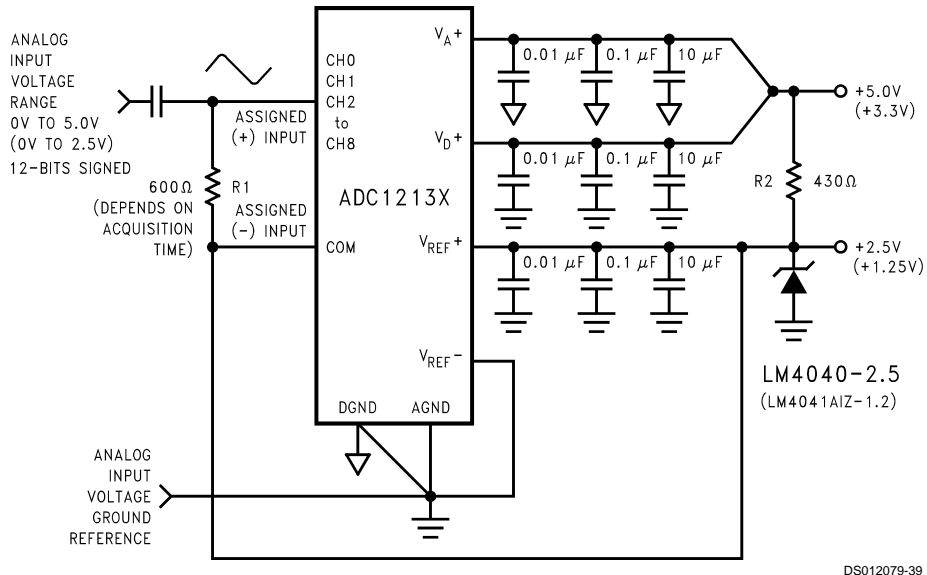 ANALOG
INPUT
VOLTAGE
RANGE
0V TO 5.0V
(0V TO 2.5V)
12-BITS SIGNED
600Ω
(DEPENDS ON
ACQUISITION
TIME)
R1
ASSIGNED
(+) INPUT
ASSIGNED
(-) INPUT
CH0
CH1
CH2
to
CH8
COM
ADC1213X
VA+
VD+
VREF+
VREF-
DGND
AGND
0.01 μF
0.1 μF
10 μF
0.01 μF
0.1 μF
10 μF
0.01 μF
0.1 μF
10 μF
+5.0V
(+3.3V)
R2
430Ω
+2.5V
(+1.25V)
LM4040-2.5
(LM4041AIZ-1.2)
ANALOG
INPUT
VOLTAGE
GROUND
REFERENCE
DS012079-39